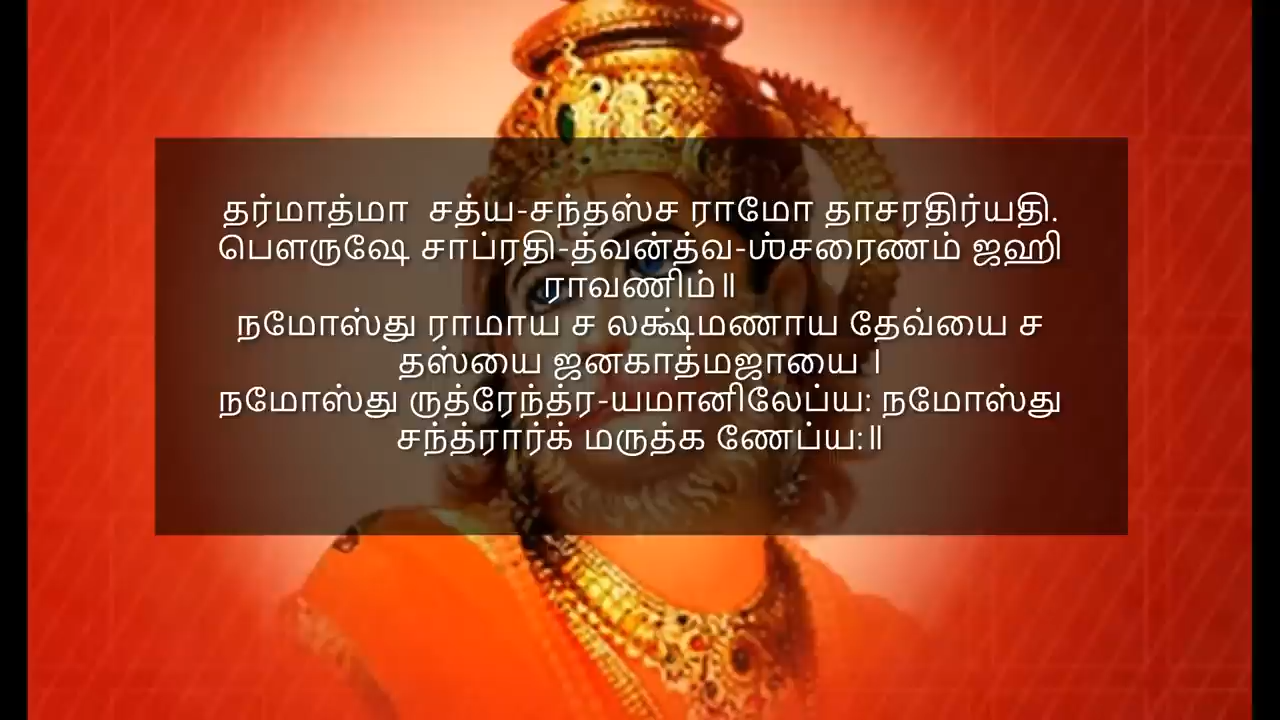 தர்மாத்மா  சத்ய-சந்தஸ்ச ராமோ தாசரதிர்யதி.
பௌருஷே சாப்ரதி-த்வன்த்வ-ஶ்சரைணம் ஜஹி
ராவணிம்॥
நமோஸ்து ராமாய ச லக்ஷ்மணாய தேவ்யை ச
தஸ்யை ஜனகாத்மஜாயை ।
நமோஸ்து ருத்ரேந்த்ர-யமானிலேப்ய: நமோஸ்து
சந்த்ரார்க் மருத்க ணேப்ய:॥